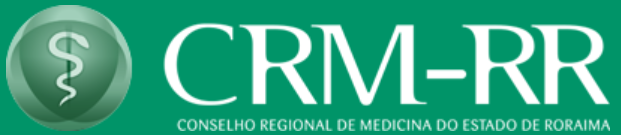 CRM-RR
CONSELHO REGIONAL DE MEDICINA DO ESTADO DE RORAIMA